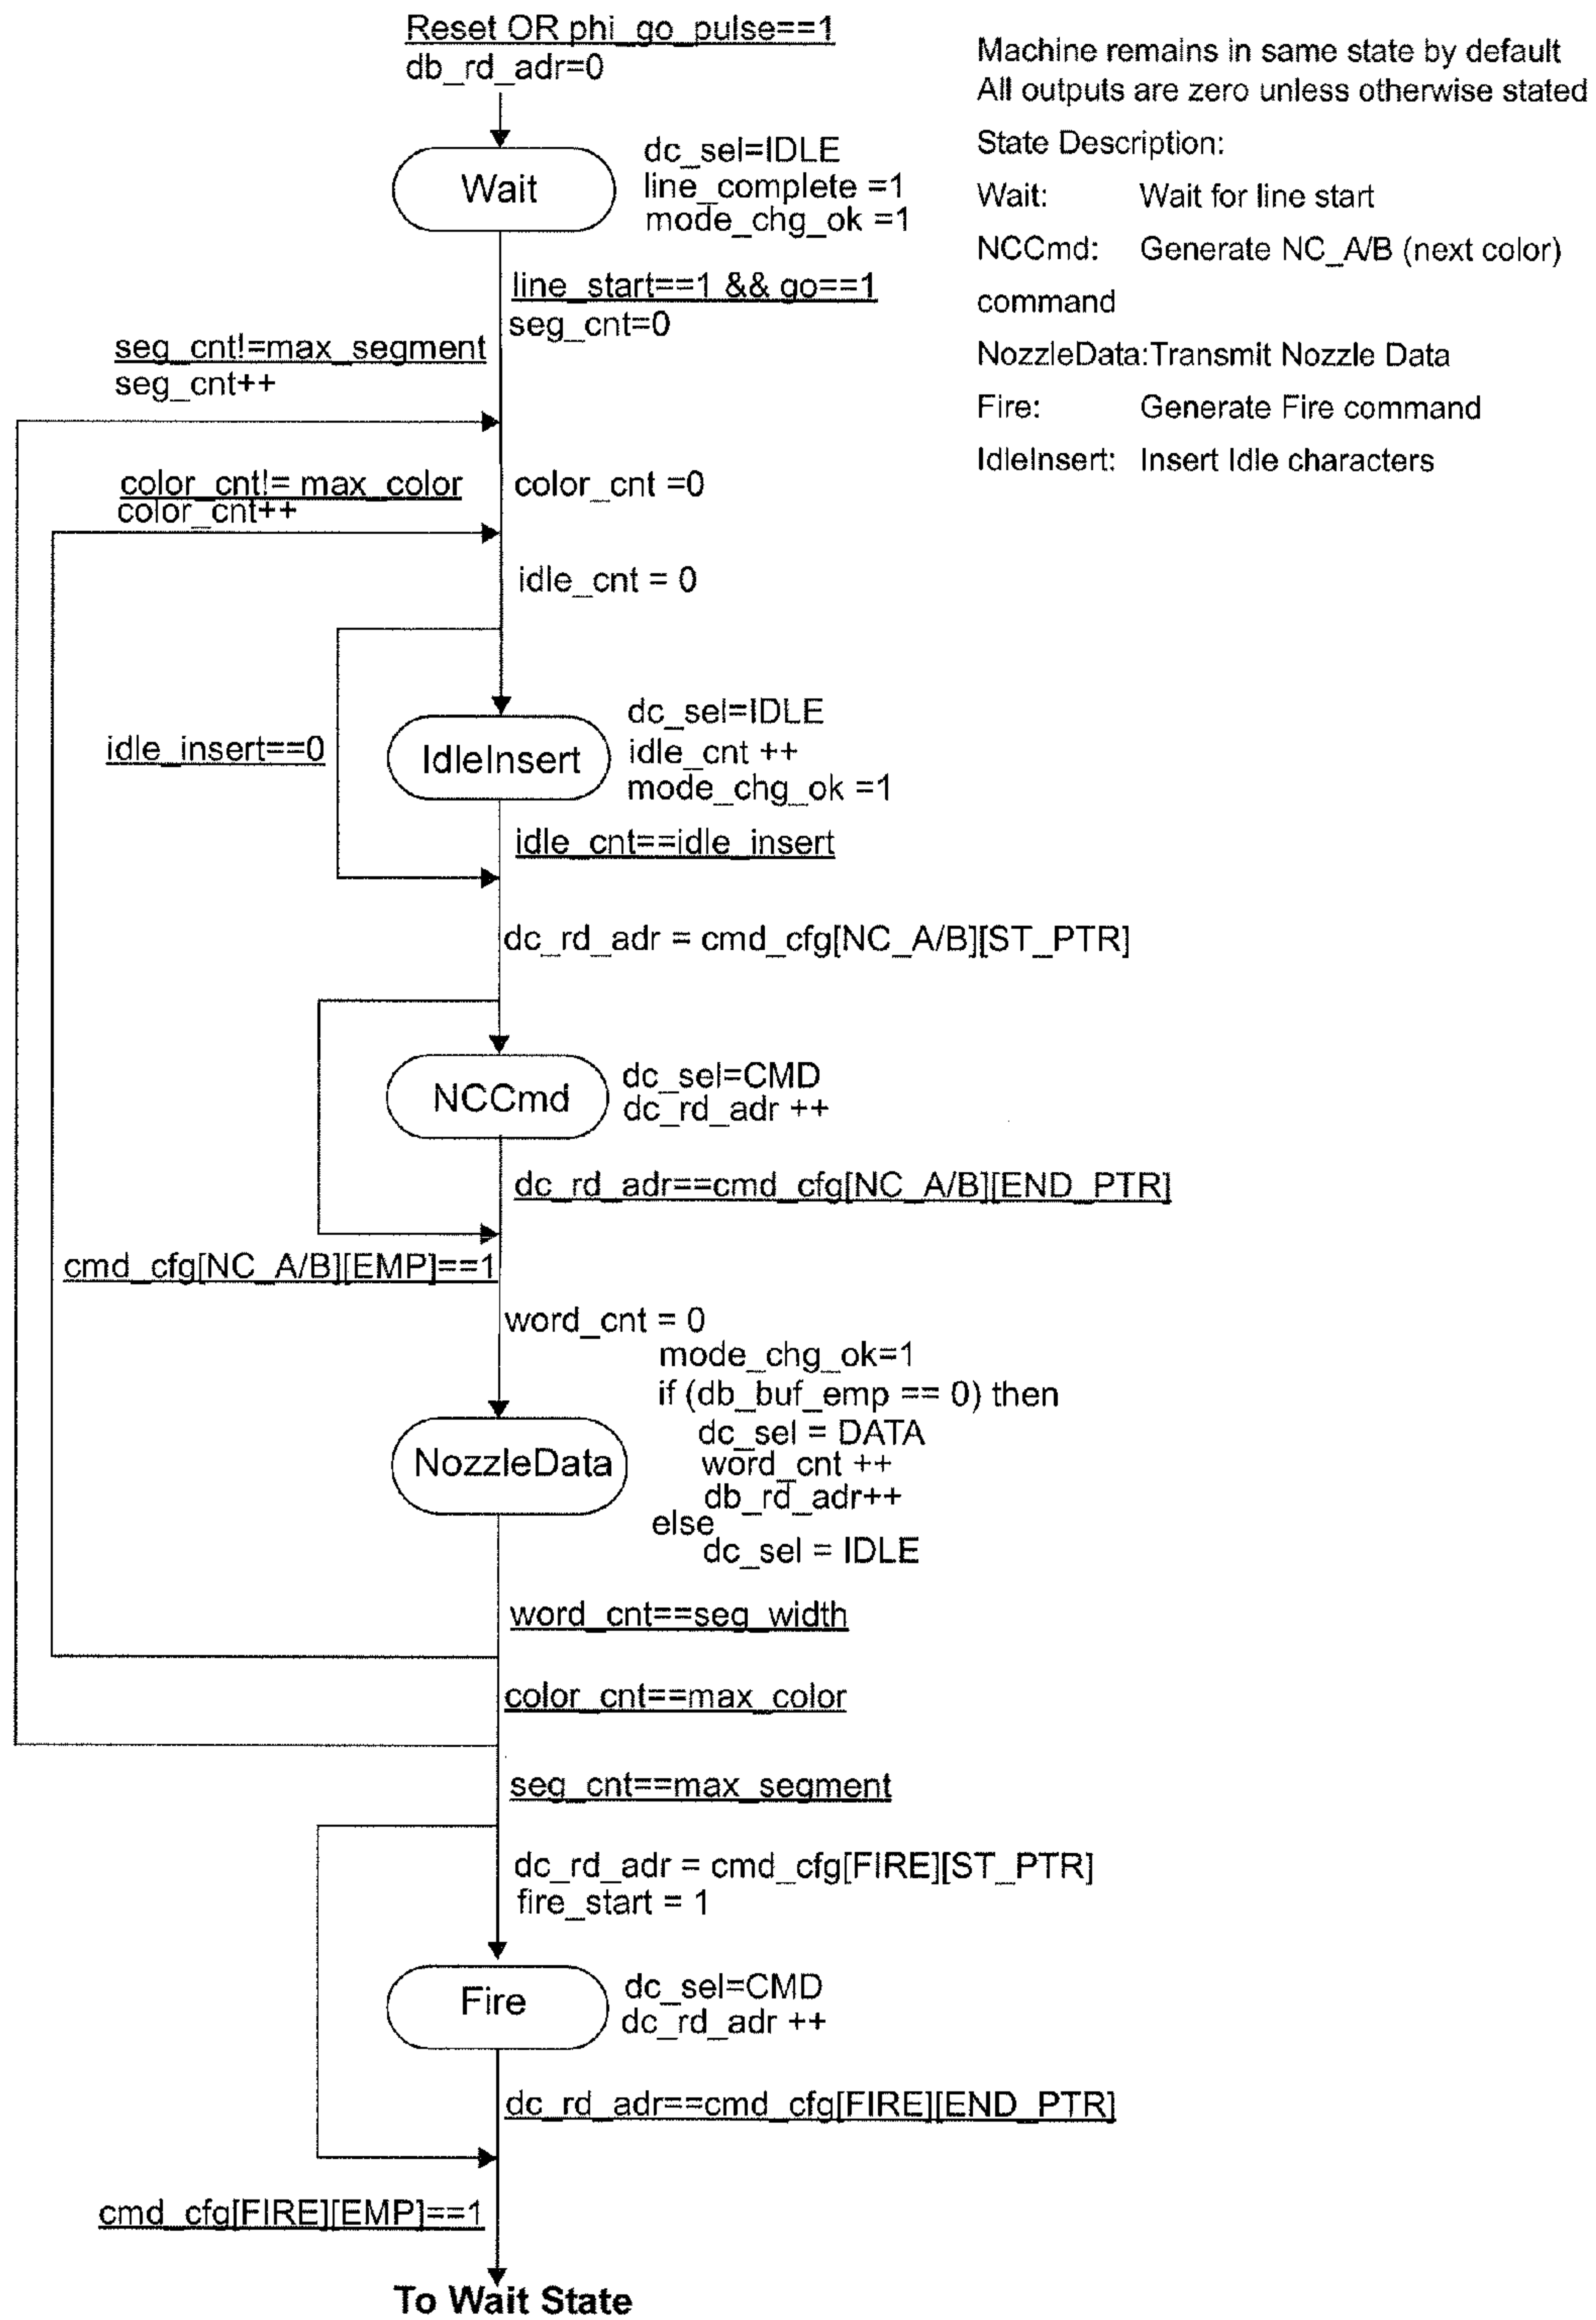 Reset OR phi_go_pulse==1
db_rd_adr=0
Wait
dc_sel=IDLE
line_complete =1
mode_chg_ok =1
line_start==1 && go==1
seg_cnt=0
seg_cnt!=max_segment
seg_cnt++
color_cnt!= max_color
color_cnt++
color_cnt =0
idle_cnt = 0
idle_insert==0
IdleInsert
dc_sel=IDLE
idle_cnt ++
mode_chg_ok =1
idle_cnt==idle_insert
dc_rd_adr = cmd_cfg[NC_A/B][ST_PTR]
NCCmd
dc_sel=CMD
dc_rd_adr ++
dc_rd_adr==cmd_cfg[NC_A/B][END_PTR]
cmd_cfg[NC_A/B][EMP]==1
word_cnt = 0
mode_chg_ok=1
if (db_buf_emp == 0) then
dc_sel = DATA
word_cnt ++
db_rd_adr++
else
dc_sel = IDLE
NozzleData
word_cnt==seg_width
color_cnt==max_color
seg_cnt==max_segment
dc_rd_adr = cmd_cfg[FIRE][ST_PTR]
fire_start = 1
Fire
dc_sel=CMD
dc_rd_adr ++
dc_rd_adr==cmd_cfg[FIRE][END_PTR]
cmd_cfg[FIRE][EMP]==1
To Wait State
Machine remains in same state by default
All outputs are zero unless otherwise stated
State Description:
Wait: Wait for line start
NCCmd: Generate NC_A/B (next color)
command
NozzleData:Transmit Nozzle Data
Fire: Generate Fire command
IdleInsert: Insert Idle characters